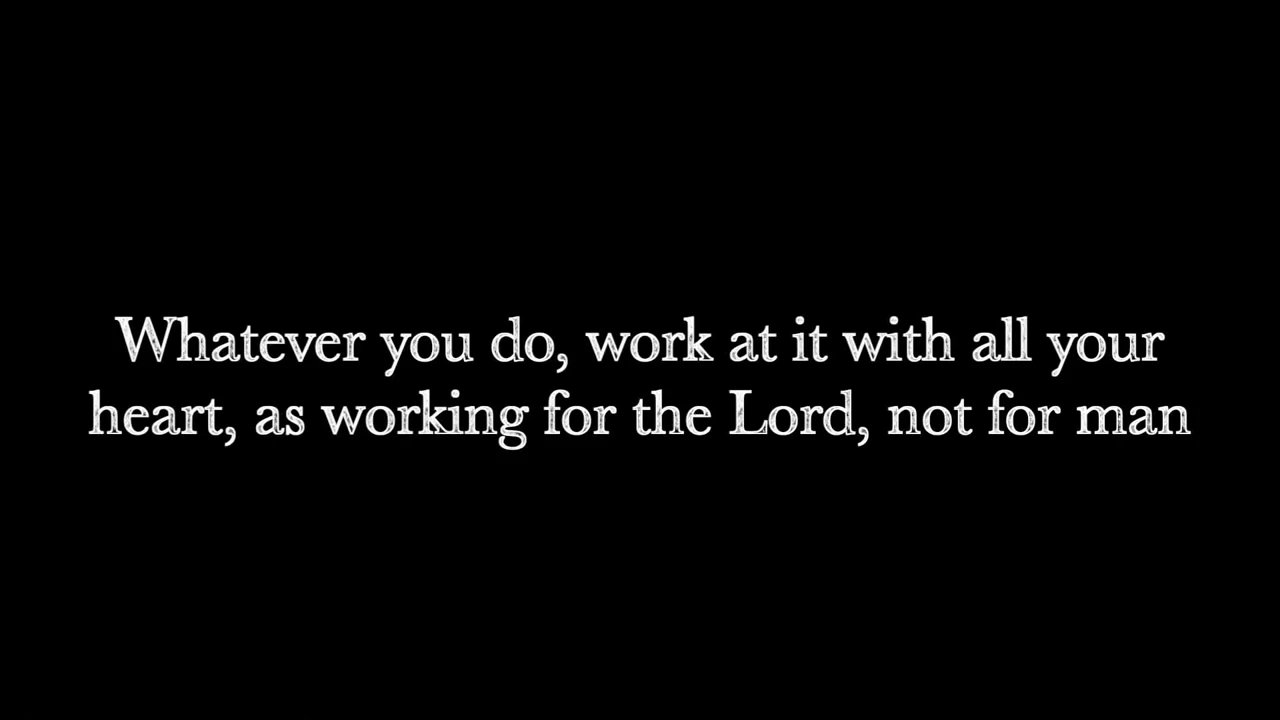 Whatever you do, work at it with all your
heart, as working for the Lord, not for man